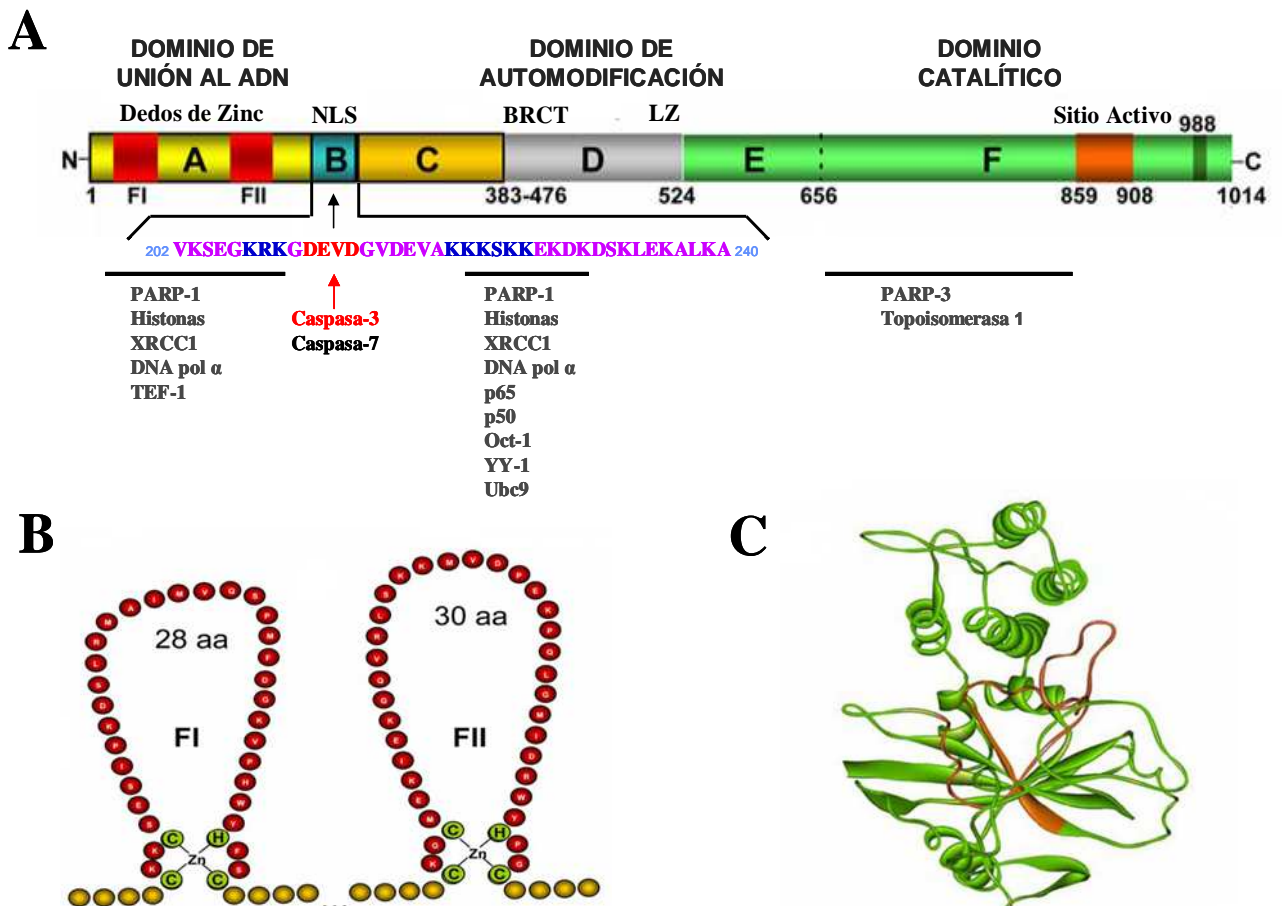 A
DOMINIO DE
UNIÓN AL ADN
DOMINIO DE
AUTOMODIFICACIÓN
DOMINIO
CATALÍTICO
Dedos de Zinc
NLS
BRCT
LZ
Sitio Activo
988
N
A
B
C
D
E
F
C
1
FI
FII
383-476
524
656
859
908
1014
202 VKSEGKRKGDEVDGVDEVAKKKSKKEKDKDSKLEKALKA 240
PARP-1
Histonas
XRCC1
DNA pol α
TEF-1
Caspasa-3
Caspasa-7
PARP-1
Histonas
XRCC1
DNA pol α
p65
p50
Oct-1
YY-1
Ubc9
PARP-3
Topoisomerasa 1
B
28 aa
FI
K K
S E S I P K D S L R M A I M V Q S P M F D G K V P H W Y
F S
C H
Zn
C C
30 aa
FII
K G
M E K I E K G Q V R L S K K M V D P E K P Q L G M I D R W Y
P G
C H
Zn
C C
C